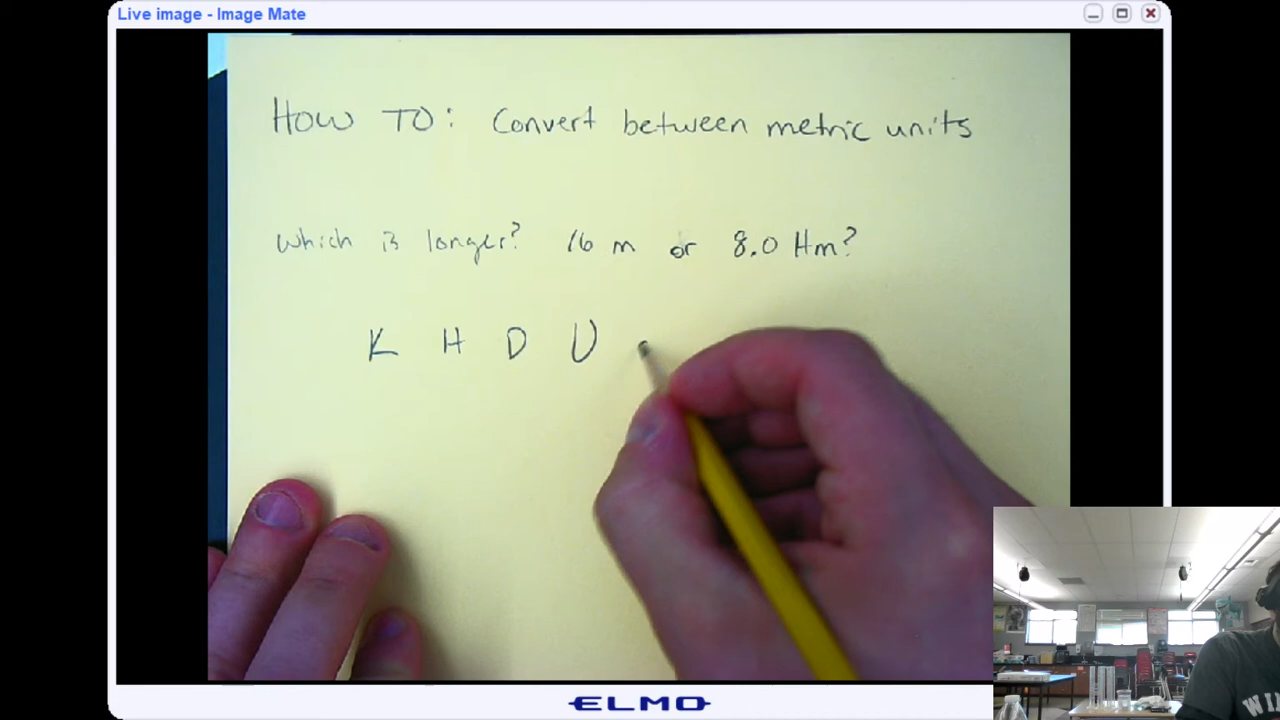 Live image - Image Mate
How TO: Convert between metric units
Which is longer? 16 m or 8.0 Hm?
K H D U
ELMO
WIN